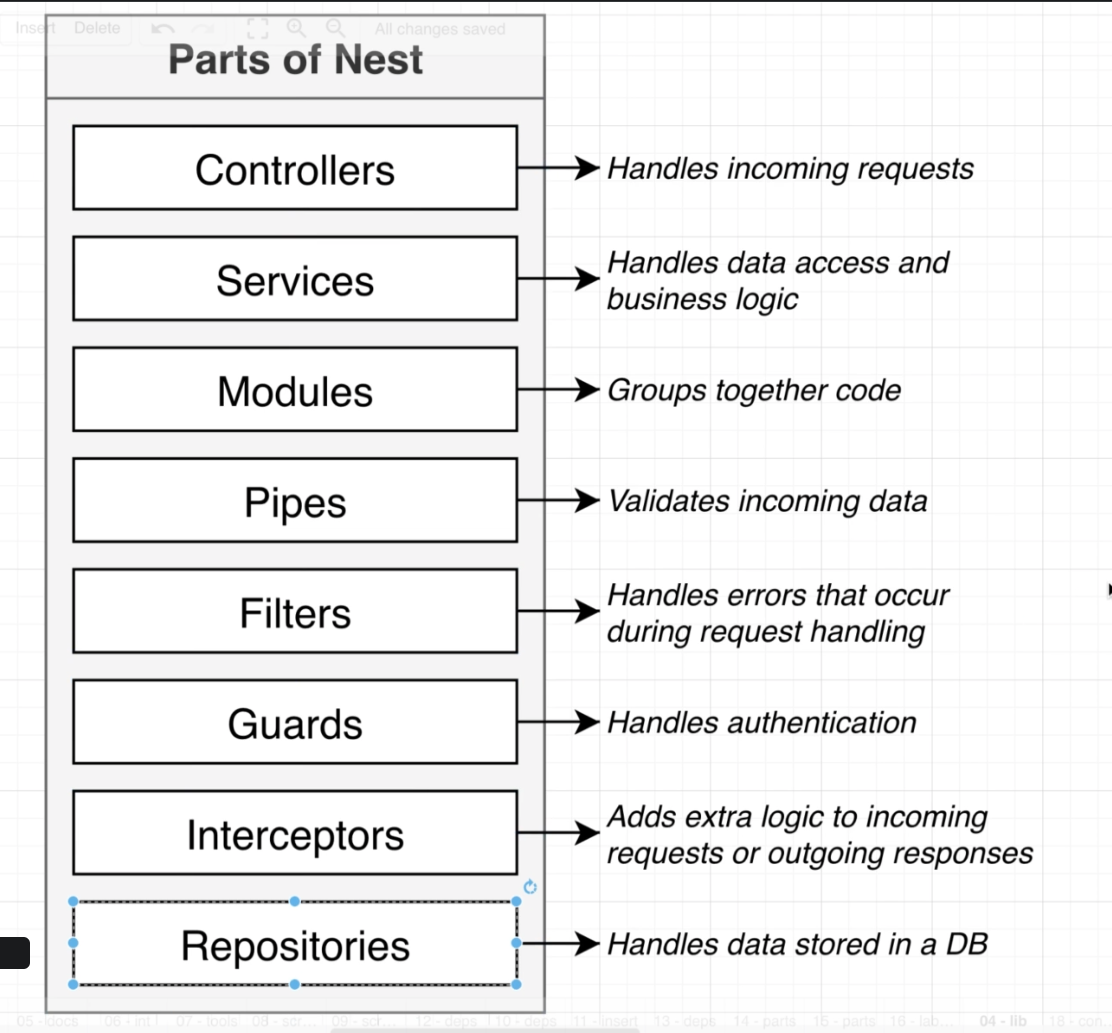 Insert Delete All changes saved
Parts of Nest
Controllers
Handles incoming requests
Services
Handles data access and
business logic
Modules
Groups together code
Pipes
Validates incoming data
Filters
Handles errors that occur
during request handling
Guards
Handles authentication
Interceptors
Adds extra logic to incoming
requests or outgoing responses
Repositories
Handles data stored in a DB
05 - docs 06 - int 07 - tools 08 - scr... 09 - sct... 12 - deps 10 - deps 11 - insert 13 - deps 14 - parts 15 - parts 16 - lab... 04 - lib 18 - con...